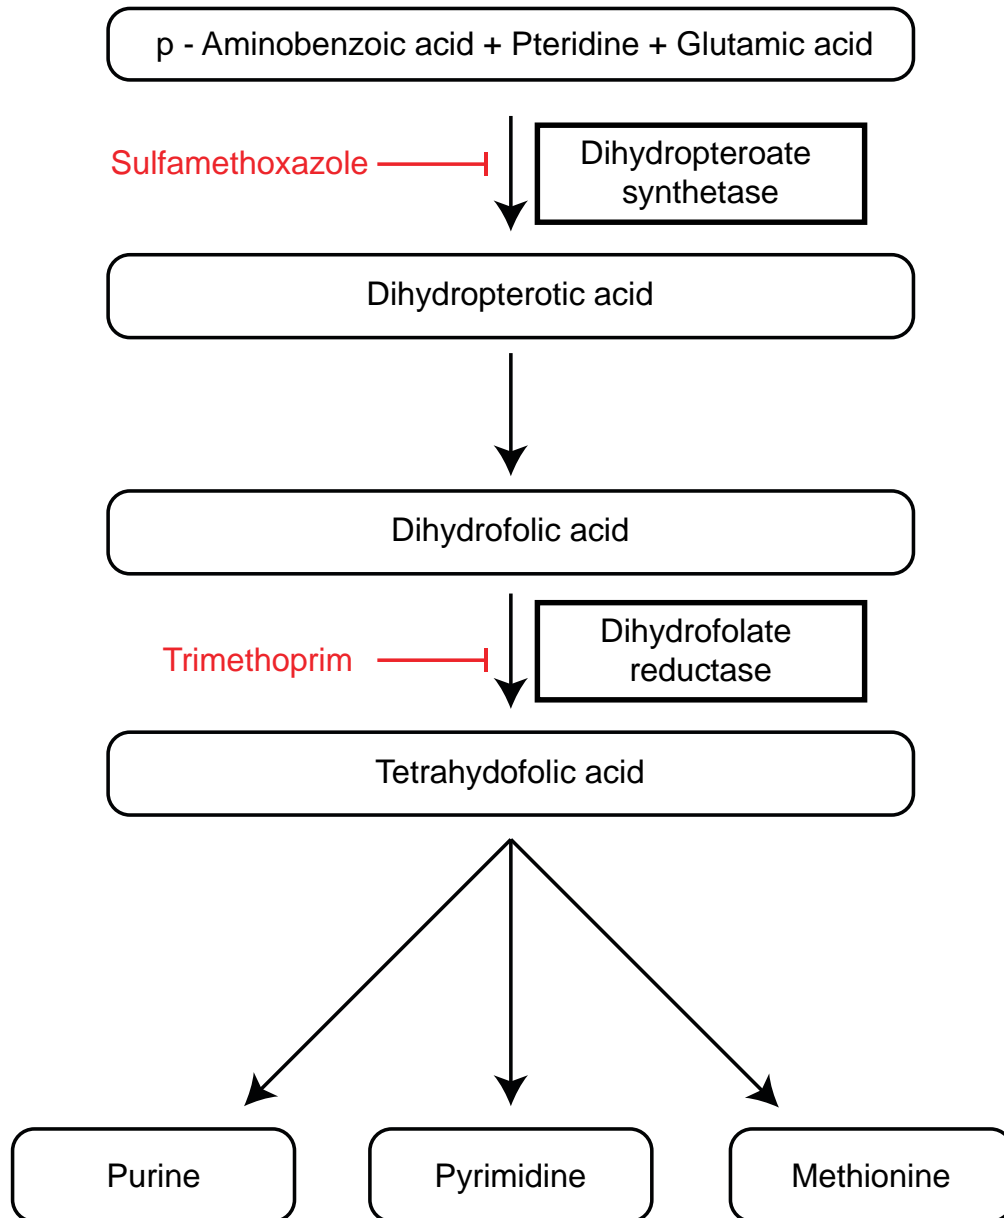 p - Aminobenzoic acid + Pteridine + Glutamic acid
Sulfamethoxazole
Dihydropteroate
synthetase
Dihydropterotic acid
Dihydrofolic acid
Trimethoprim
Dihydrofolate
reductase
Tetrahydofolic acid
Purine
Pyrimidine
Methionine